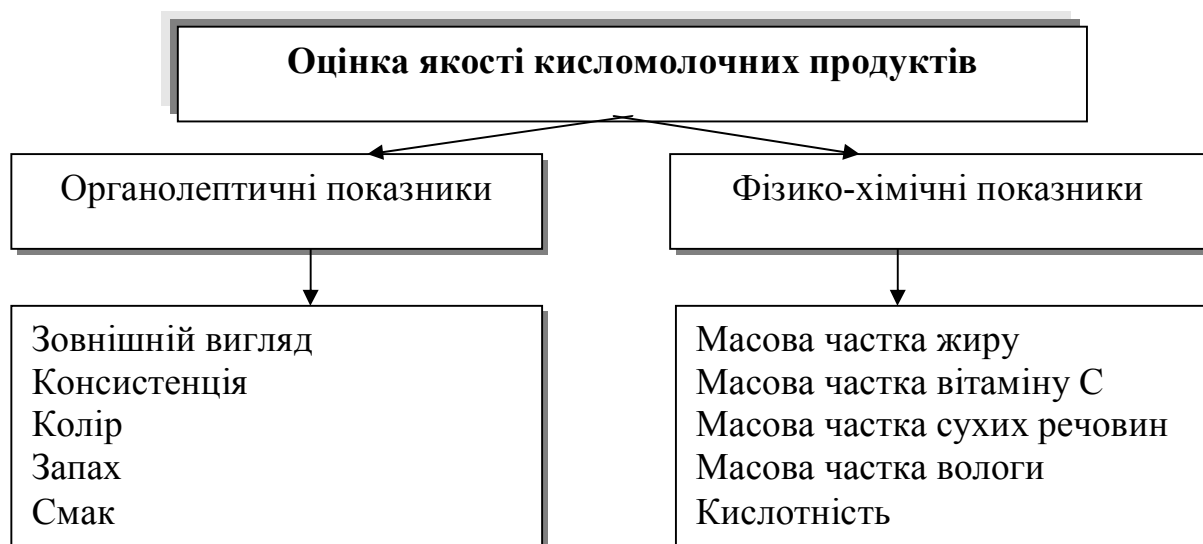 Оцінка якості кисломолочних продуктів
Органолептичні показники
Фізико-хімічні показники
Зовнішній вигляд
Консистенція
Колір
Запах
Смак
Масова частка жиру
Масова частка вітаміну С
Масова частка сухих речовин
Масова частка вологи
Кислотність